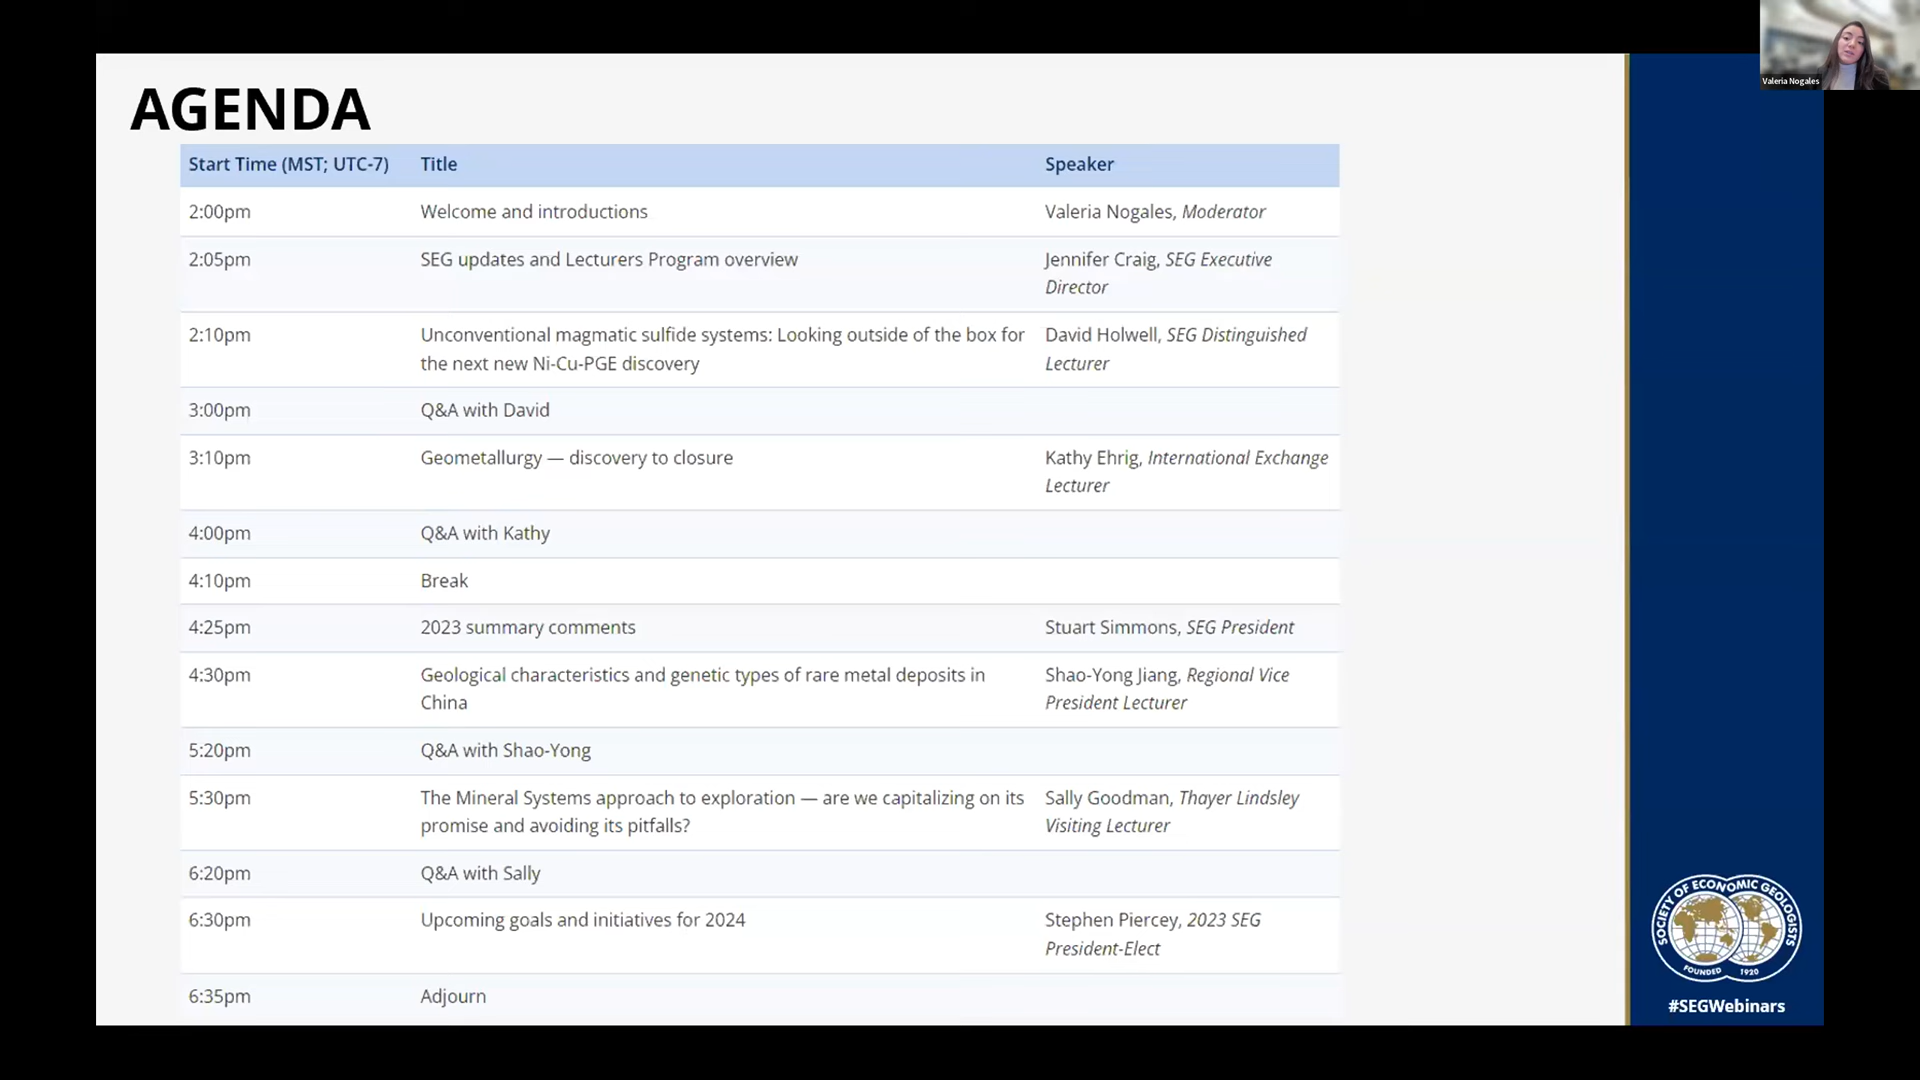 Valeria Nogales
AGENDA
Start Time (MST; UTC-7) Title Speaker
2:00pm Welcome and introductions Valeria Nogales, Moderator
2:05pm SEG updates and Lecturers Program overview Jennifer Craig, SEG Executive
Director
2:10pm Unconventional magmatic sulfide systems: Looking outside of the box for David Holwell, SEG Distinguished
the next new Ni-Cu-PGE discovery Lecturer
3:00pm Q&A with David
3:10pm Geometallurgy — discovery to closure Kathy Ehrig, International Exchange
Lecturer
4:00pm Q&A with Kathy
4:10pm Break
4:25pm 2023 summary comments Stuart Simmons, SEG President
4:30pm Geological characteristics and genetic types of rare metal deposits in Shao-Yong Jiang, Regional Vice
China President Lecturer
5:20pm Q&A with Shao-Yong
5:30pm The Mineral Systems approach to exploration — are we capitalizing on its Sally Goodman, Thayer Lindsley
promise and avoiding its pitfalls? Visiting Lecturer
6:20pm Q&A with Sally
6:30pm Upcoming goals and initiatives for 2024 Stephen Piercey, 2023 SEG
President-Elect
6:35pm Adjourn
SOCIETY OF ECONOMIC GEOLOGISTS
FOUNDED 1920
#SEGWebinars